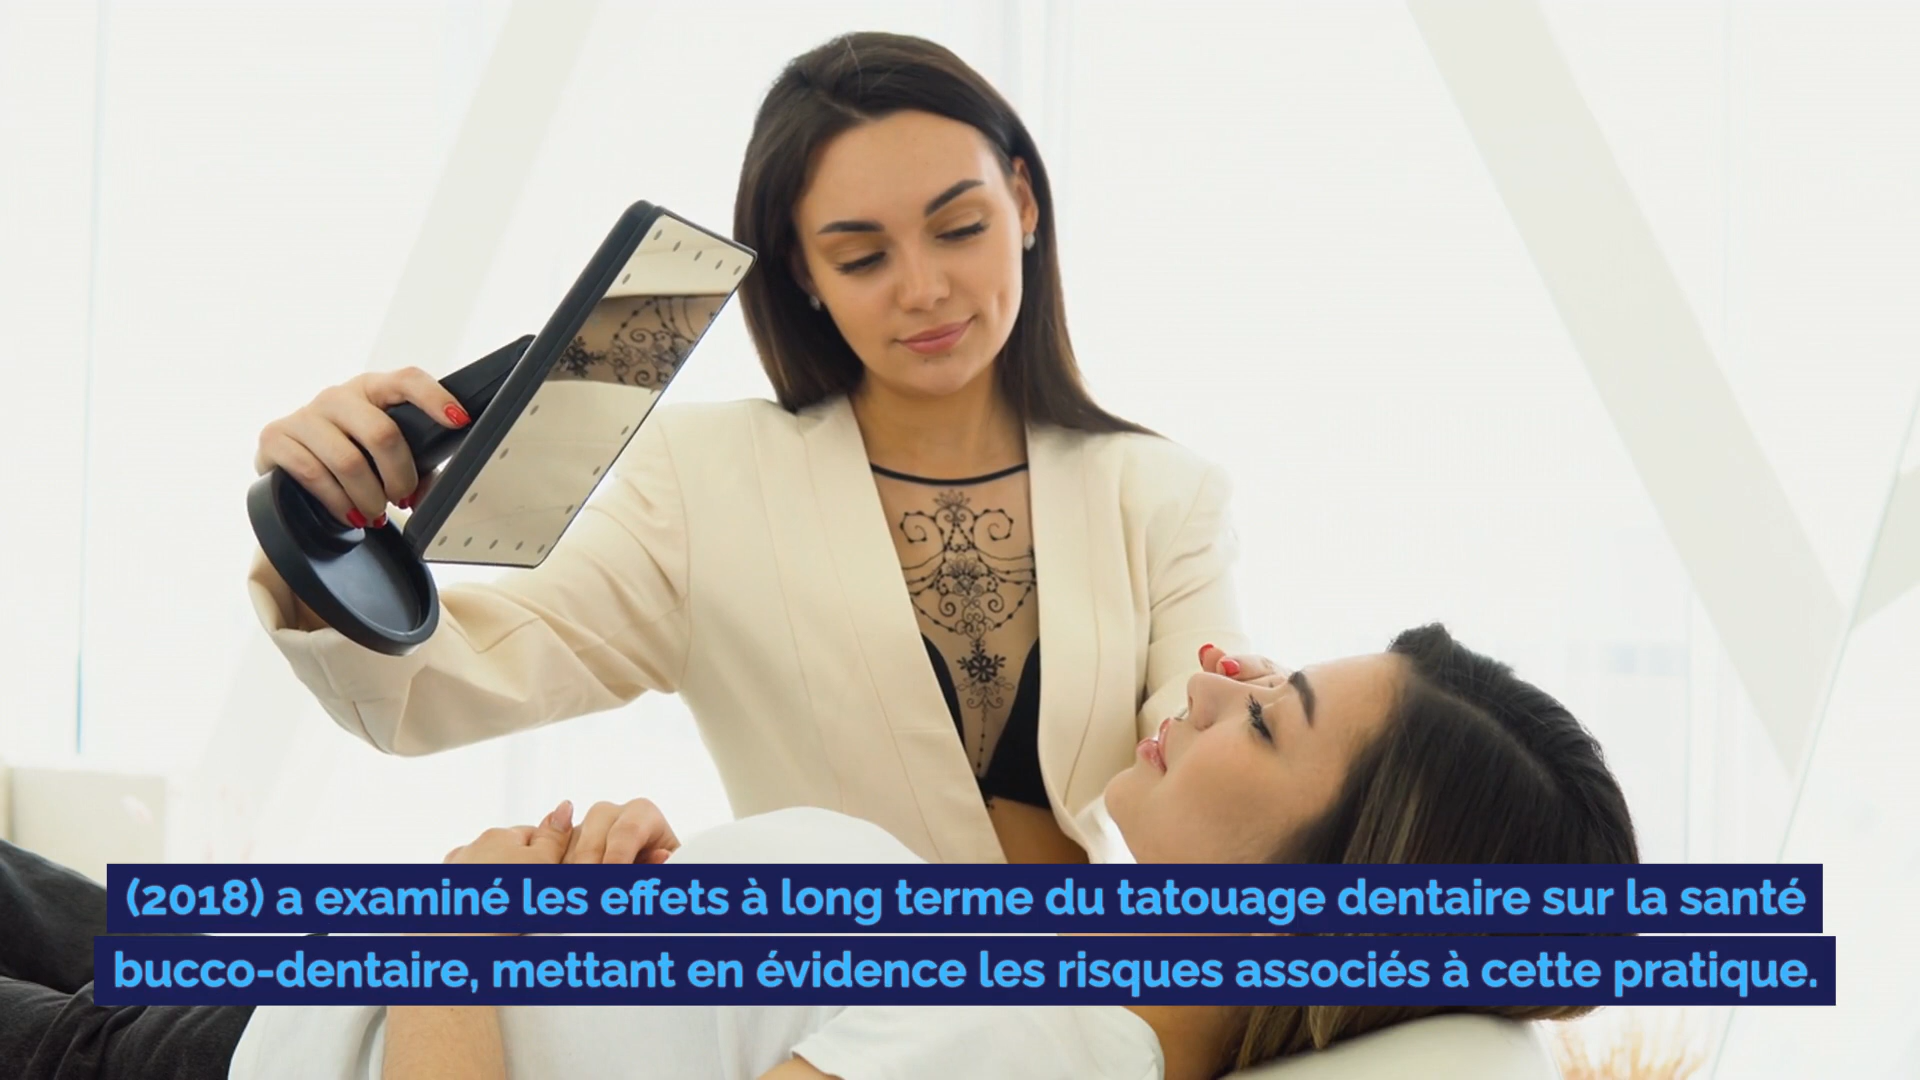 (2018) a examiné les effets à long terme du tatouage dentaire sur la santé
bucco-dentaire, mettant en évidence les risques associés à cette pratique.